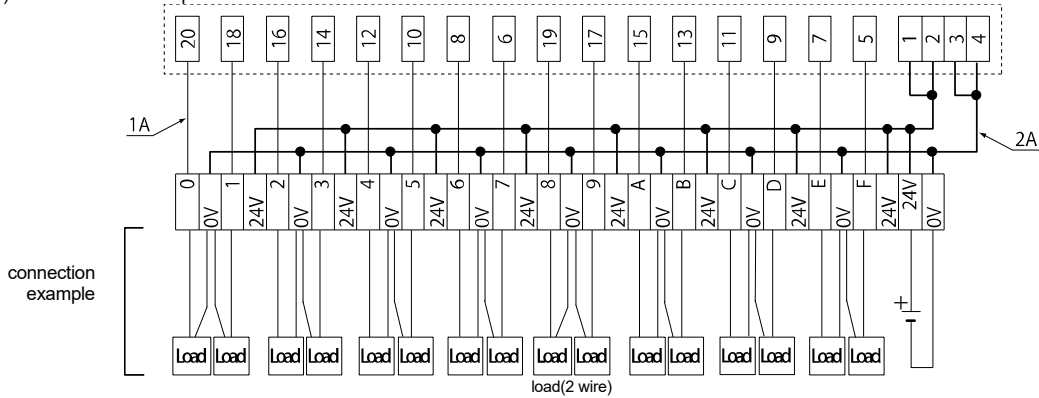 20 18 16 14 12 10 8 6 19 17 15 13 11 9 7 5 1 2 3 4
1A
2A
0 0V 1 24V 2 0V 3 24V 4 0V 5 24V 6 0V 7 24V 8 0V 9 24V A 0V B 24V C 0V D 24V E 0V F 24V 24V 0V
connection
example
+
Load Load Load Load Load Load Load Load Load Load Load Load Load Load Load Load
load(2 wire)